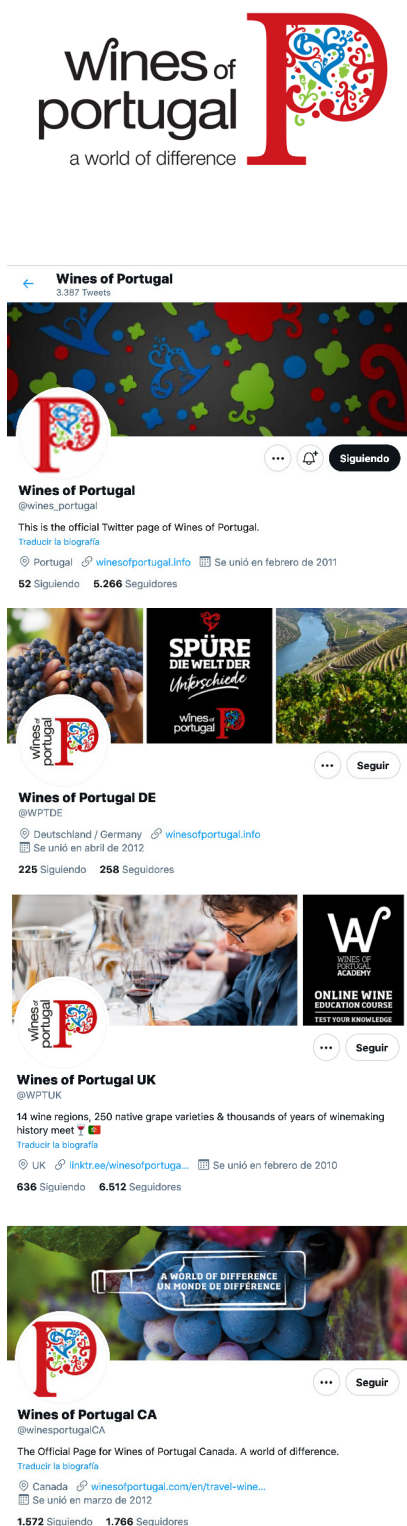 wines of
portugal
a world of difference
Wines of Portugal
3.387 Tweets
Siguiendo
Wines of Portugal
@wines_portugal
This is the official Twitter page of Wines of Portugal.
Traducir la biografía
Portugal winesofportugal.info Se unió en febrero de 2011
52 Siguiendo 5.266 Seguidores
SPÜRE
DIE WELT DER
Unterschiede
wines of
portugal
wines of
portugal
Seguir
Wines of Portugal DE
@WPTDE
Deutschland / Germany winesofportugal.info
Se unió en abril de 2012
225 Siguiendo 258 Seguidores
WINES OF
PORTUGAL
ACADEMY
ONLINE WINE
EDUCATION COURSE
TEST YOUR KNOWLEDGE
wines of
portugal
Seguir
Wines of Portugal UK
@WPTUK
14 wine regions, 250 native grape varieties & thousands of years of winemaking
history meet🍷🇵🇹
Traducir la biografía
UK linktr.ee/winesofportuga... Se unió en febrero de 2010
636 Siguiendo 6.512 Seguidores
A WORLD OF DIFFERENCE
UN MONDE DE DIFFÉRENCE
Seguir
Wines of Portugal CA
@winesportugalCA
The Official Page for Wines of Portugal Canada. A world of difference.
Traducir la biografía
Canada winesofportugal.com/en/travel-wine...
Se unió en marzo de 2012
1.572 Siguiendo 1.766 Seguidores